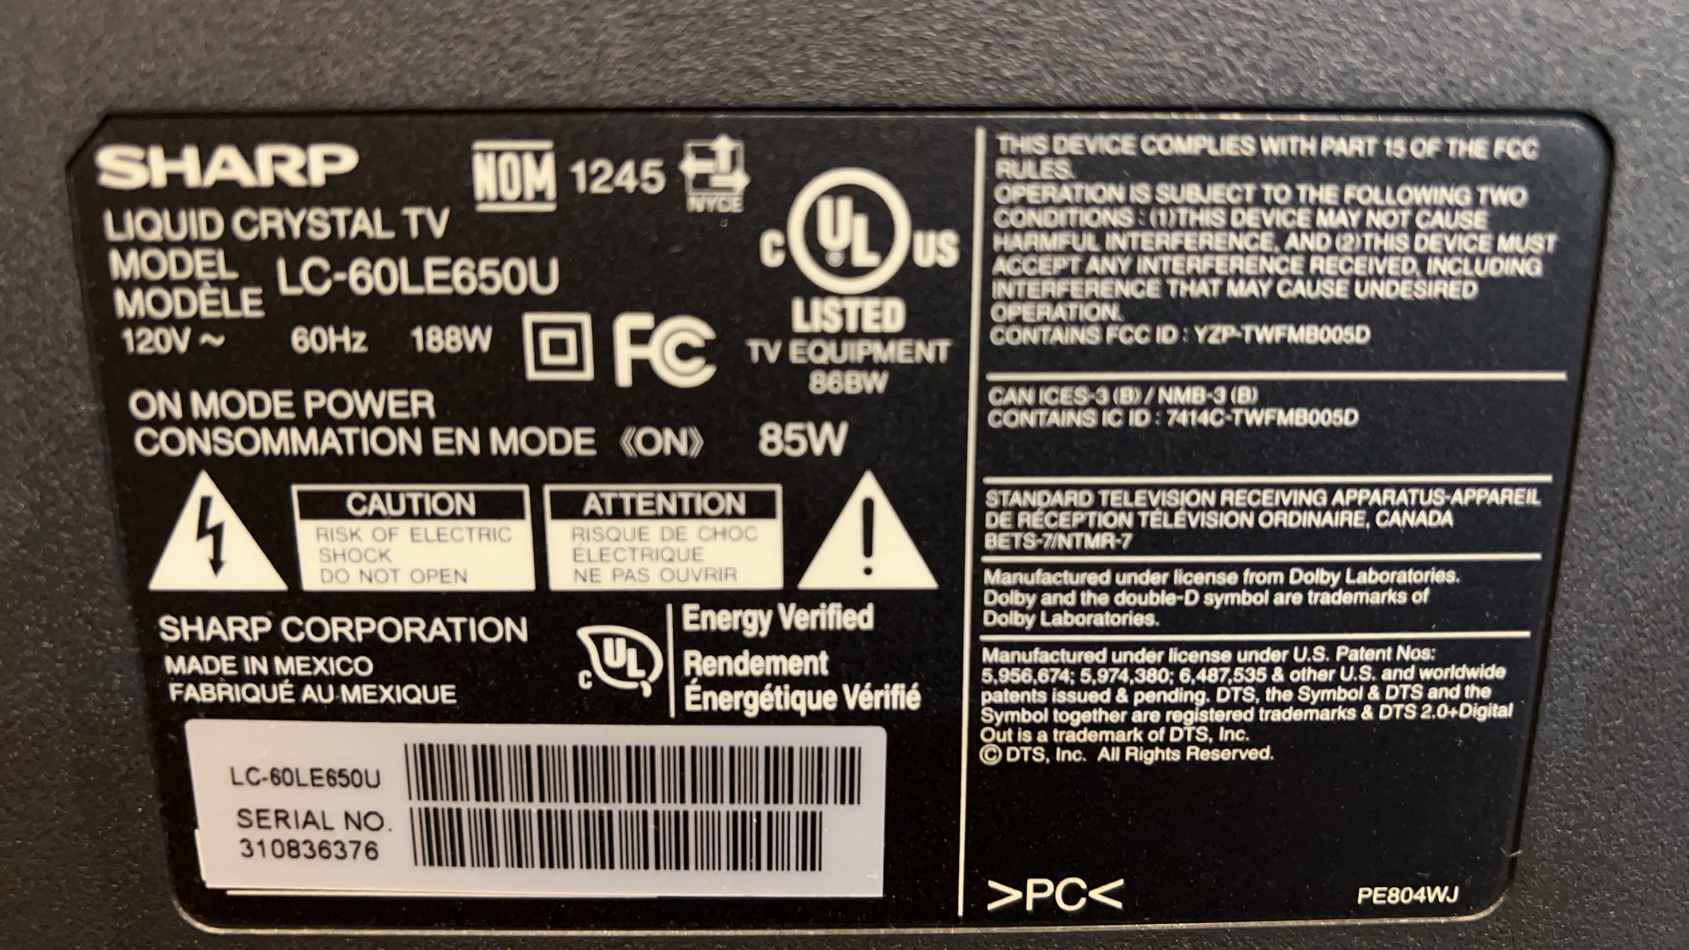 SHARP
NOM 1245 NYCE
LIQUID CRYSTAL TV
MODEL
MODÈLE
LC-60LE650U
120V ~ 60Hz 188W
FC
C UL US
LISTED
TV EQUIPMENT
86BW
ON MODE POWER
CONSOMMATION EN MODE 《ON》 85W
CAUTION
RISK OF ELECTRIC
SHOCK
DO NOT OPEN
ATTENTION
RISQUE DE CHOC
ÉLECTRIQUE
NE PAS OUVRIR
SHARP CORPORATION
MADE IN MEXICO
FABRIQUÉ AU MEXIQUE
C UL
Energy Verified
Rendement
Énergétique Vérifié
LC-60LE650U
SERIAL NO.
310836376
THIS DEVICE COMPLIES WITH PART 15 OF THE FCC
RULES.
OPERATION IS SUBJECT TO THE FOLLOWING TWO
CONDITIONS : (1)THIS DEVICE MAY NOT CAUSE
HARMFUL INTERFERENCE, AND (2)THIS DEVICE MUST
ACCEPT ANY INTERFERENCE RECEIVED, INCLUDING
INTERFERENCE THAT MAY CAUSE UNDESIRED
OPERATION.
CONTAINS FCC ID : YZP-TWFMB005D
CAN ICES-3 (B) / NMB-3 (B)
CONTAINS IC ID : 7414C-TWFMB005D
STANDARD TELEVISION RECEIVING APPARATUS-APPAREIL
DE RÉCEPTION TÉLÉVISION ORDINAIRE, CANADA
BETS-7/NTMR-7
Manufactured under license from Dolby Laboratories.
Dolby and the double-D symbol are trademarks of
Dolby Laboratories.
Manufactured under license under U.S. Patent Nos:
5,956,674; 5,974,380; 6,487,535 & other U.S. and worldwide
patents issued & pending. DTS, the Symbol & DTS and the
Symbol together are registered trademarks & DTS 2.0+Digital
Out is a trademark of DTS, Inc.
© DTS, Inc. All Rights Reserved.
>PC<
PE804WJ